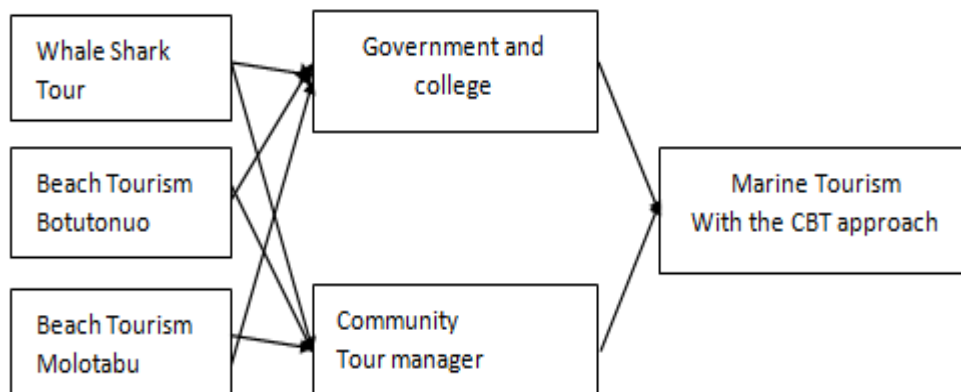 Whale Shark
Tour
Beach Tourism
Botutonuo
Beach Tourism
Molotabu
Government and
college
Community
Tour manager
Marine Tourism
With the CBT approach